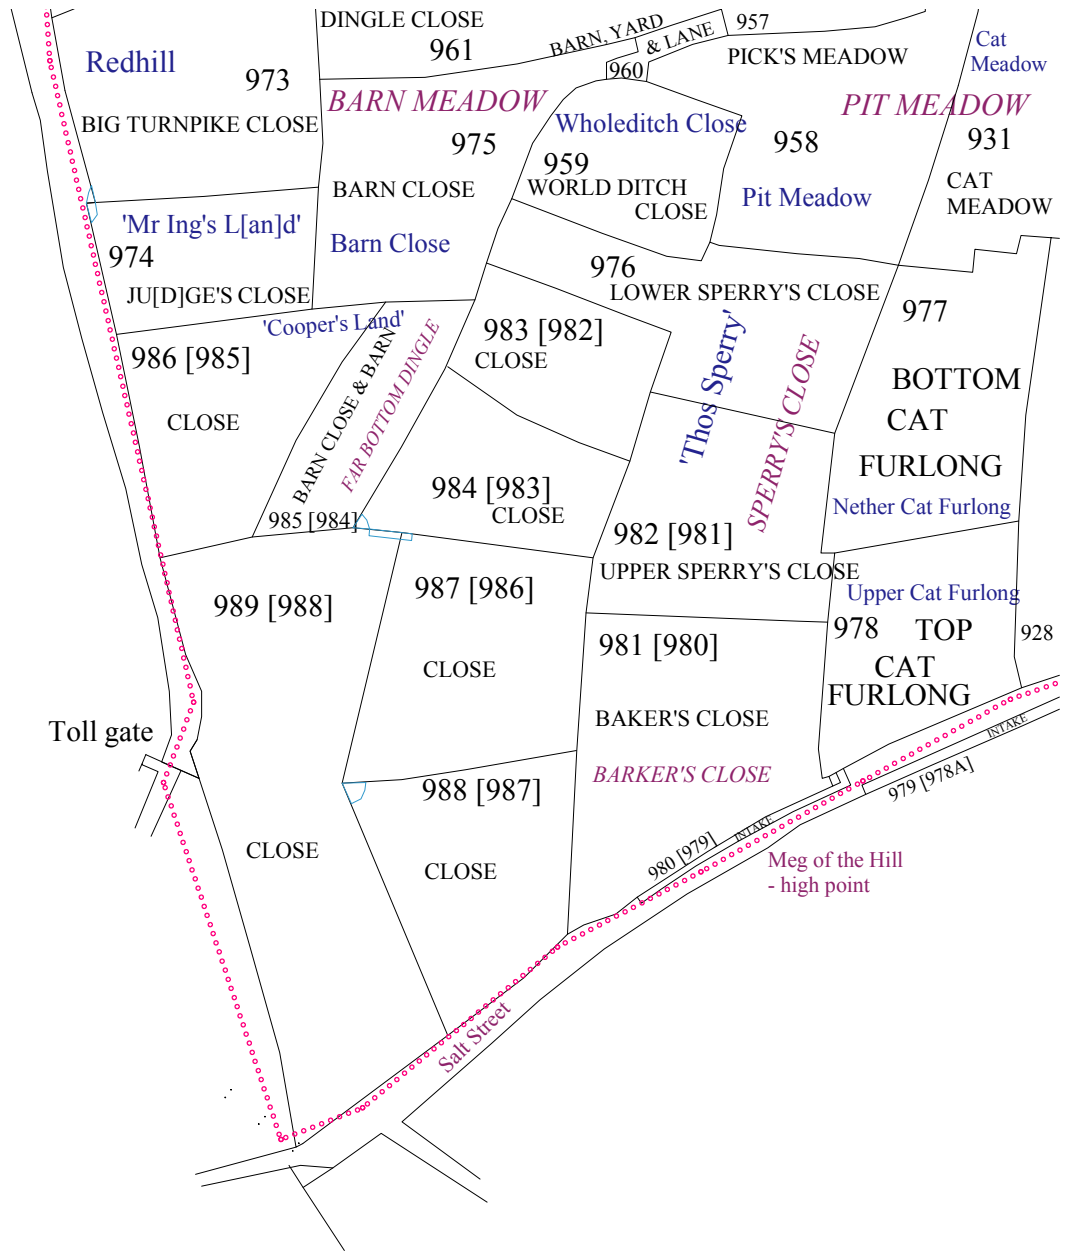 DINGLE CLOSE
961
BARN, YARD
& LANE
957
Redhill
973
960
PICK'S MEADOW
Cat
Meadow
BARN MEADOW
PIT MEADOW
BIG TURNPIKE CLOSE
975
Wholeditch Close
958
931
959
BARN CLOSE
WORLD DITCH
CLOSE
Pit Meadow
CAT
MEADOW
'Mr Ing's L[an]d'
974
Barn Close
JU[D]GE'S CLOSE
976
LOWER SPERRY'S CLOSE
977
'Cooper's Land'
986 [985]
CLOSE
BARN CLOSE & BARN
FAR BOTTOM DINGLE
985 [984]
983 [982]
CLOSE
'Thos Sperry'
SPERRY'S CLOSE
BOTTOM
CAT
FURLONG
Nether Cat Furlong
984 [983]
CLOSE
982 [981]
UPPER SPERRY'S CLOSE
Upper Cat Furlong
978
TOP
CAT
FURLONG
928
989 [988]
987 [986]
CLOSE
981 [980]
BAKER'S CLOSE
BARKER'S CLOSE
Toll gate
INTAKE
979 [978A]
988 [987]
CLOSE
CLOSE
980 [979]
INTAKE
Meg of the Hill
- high point
Salt Street